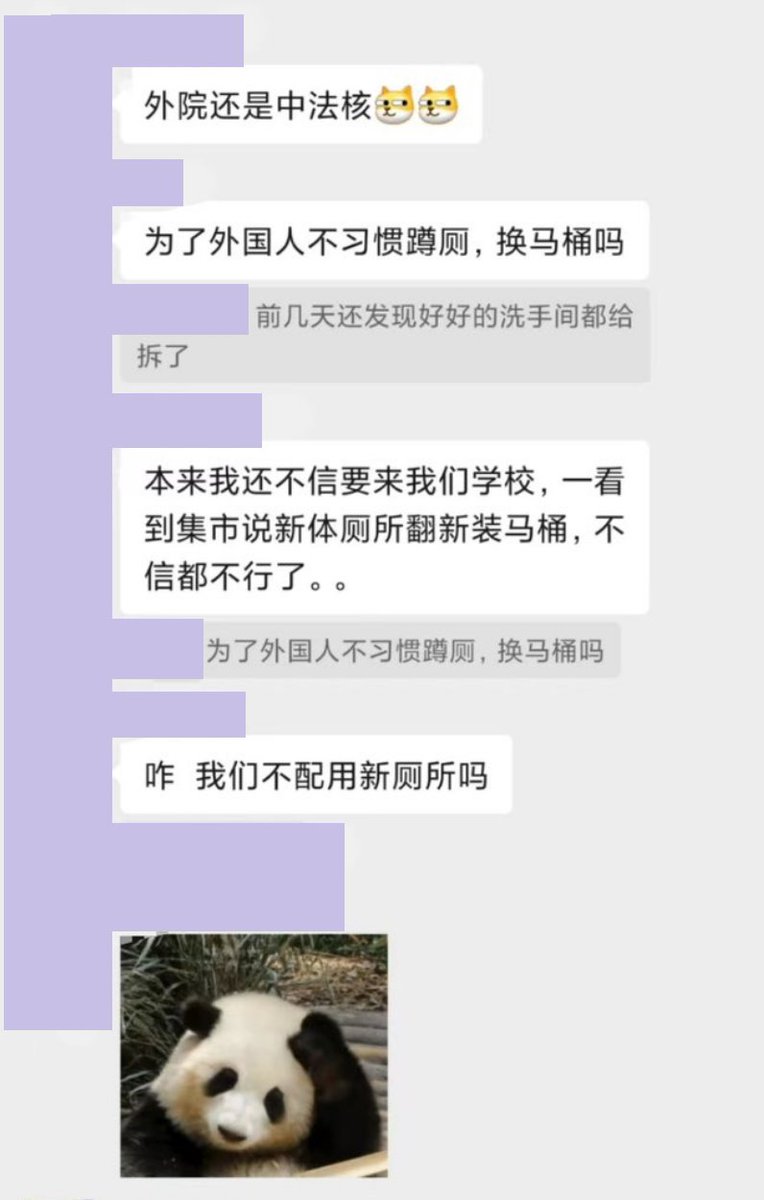 外院还是中法核
为了外国人不习惯蹲厕，换马桶吗
前几天还发现好好的洗手间都给
拆了
本来我还不信要来我们学校，一看
到集市说新体厕所翻新装马桶，不
信都不行了。。
为了外国人不习惯蹲厕，换马桶吗
咋 我们不配用新厕所吗